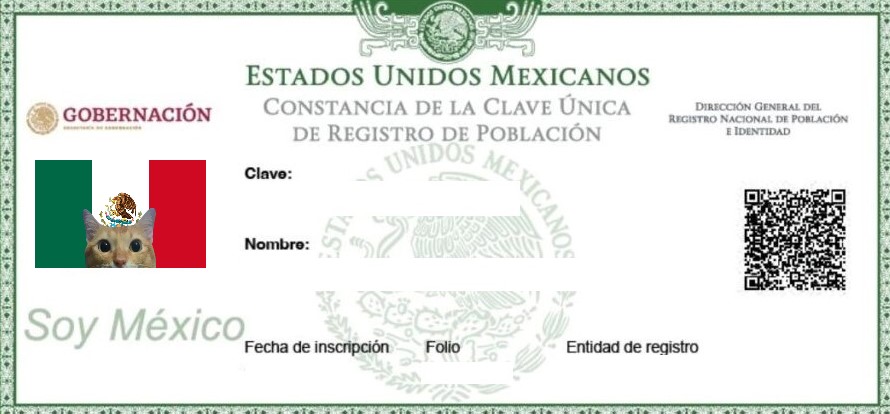 ESTADOS UNIDOS MEXICANOS
CONSTANCIA DE LA CLAVE ÚNICA
DE REGISTRO DE POBLACIÓN
GOBERNACIÓN
SECRETARÍA DE GOBERNACIÓN
DIRECCIÓN GENERAL DEL
REGISTRO NACIONAL DE POBLACIÓN
E IDENTIDAD
Clave:
Nombre:
Soy México
Fecha de inscripción Folio Entidad de registro
UNIDOS MEXICANOS